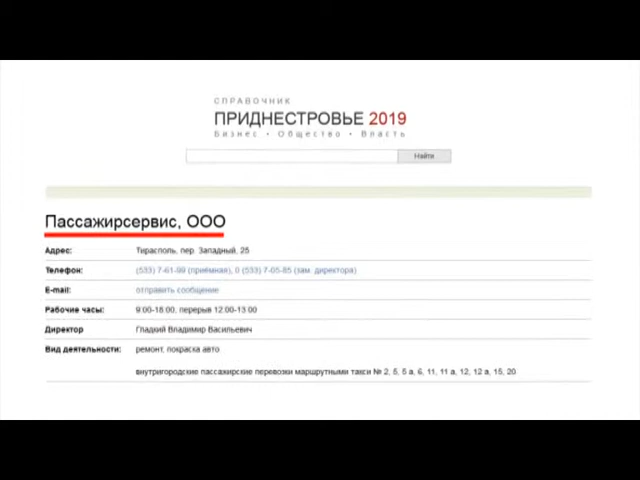 СПРАВОЧНИК
ПРИДНЕСТРОВЬЕ 2019
Бизнес • Общество • Власть
Найти
Пассажирсервис, ООО
Адрес: Тирасполь, пер. Западный, 25
Телефон: (533) 7-61-99 (приёмная), 0 (533) 7-05-85 (зам. директора)
E-mail: отправить сообщение
Рабочие часы: 9:00-18:00, перерыв 12:00-13:00
Директор Гладкий Владимир Васильевич
Вид деятельности: ремонт, покраска авто
внутригородские пассажирские перевозки маршрутными такси № 2, 5, 5 а, 6, 11, 11 а, 12, 12 а, 15, 20